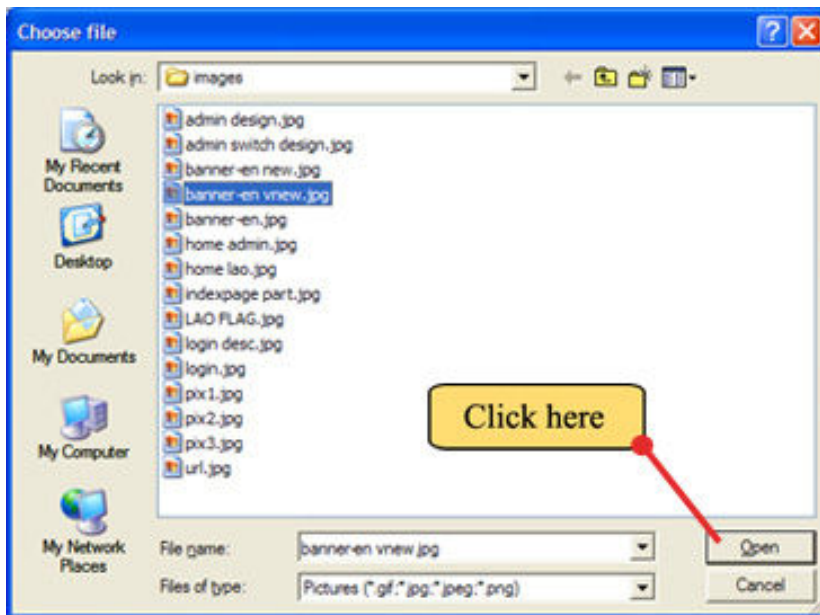 Choose file
Look in:
images
My Recent
Documents
Desktop
My Documents
My Computer
My Network
Places
admin design.jpg
admin switch design.jpg
banner-en new.jpg
banner-en vnew.jpg
banner-en.jpg
home admin.jpg
home lao.jpg
indexpage part.jpg
LAO FLAG.jpg
login desc.jpg
login.jpg
pix1.jpg
pix2.jpg
pix3.jpg
url.jpg
Click here
File name:
banner-en vnew.jpg
Open
Files of type:
Pictures (*.gif;*.jpg;*.jpeg;*.png)
Cancel